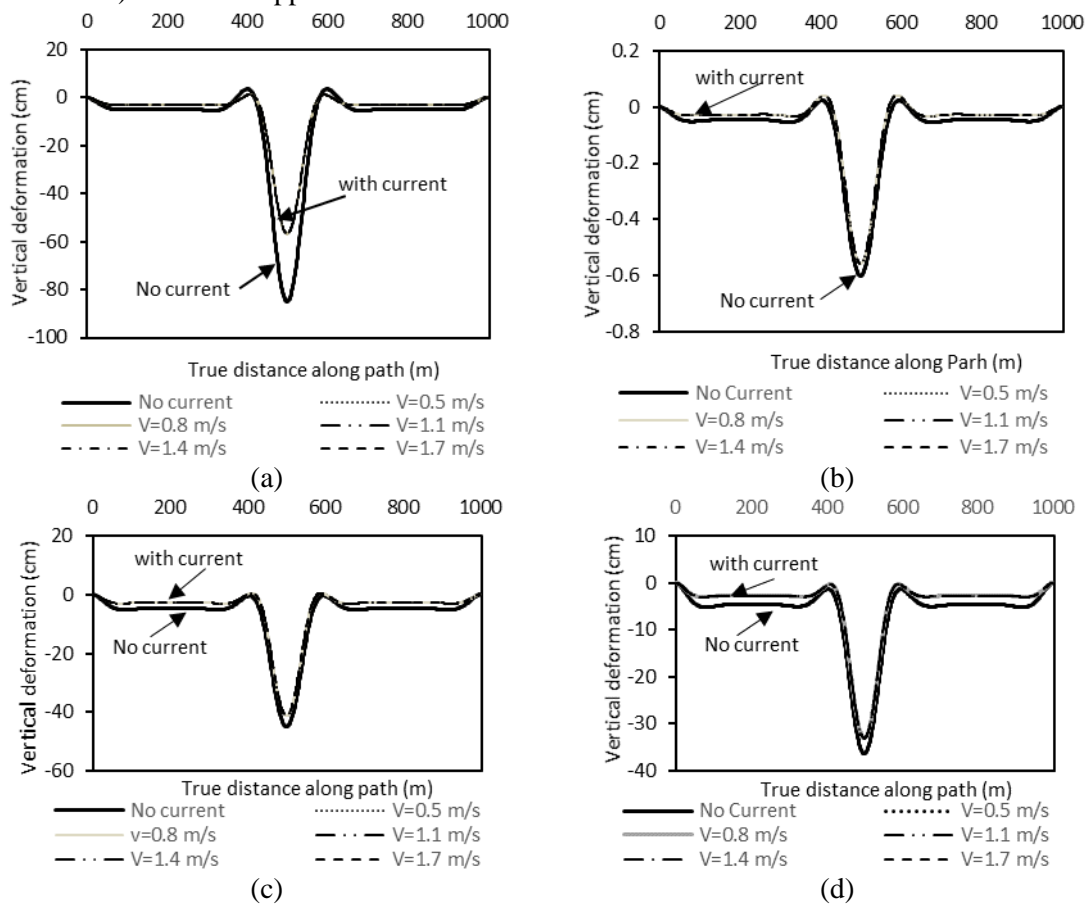 0 200 400 600 800 1000
20
0
-20
-40
-60
-80
-100
Vertical deformation (cm)
with current
No current
True distance along path (m)
No current V=0.5 m/s
V=0.8 m/s V=1.1 m/s
V=1.4 m/s V=1.7 m/s
(a)
0 200 400 600 800 1000
0.2
0
-0.2
-0.4
-0.6
-0.8
Vertical deformation (cm)
with current
No current
True distance along Parh (m)
No Current V=0.5 m/s
V=0.8 m/s V=1.1 m/s
V=1.4 m/s V=1.7 m/s
(b)
0 200 400 600 800 1000
20
0
-20
-40
-60
Vertical deformation (cm)
with current
No current
True distance along path (m)
No current V=0.5 m/s
v=0.8 m/s V=1.1 m/s
V=1.4 m/s V=1.7 m/s
(c)
0 200 400 600 800 1000
10
0
-10
-20
-30
-40
Vertical deformation (cm)
with current
No current
True distance along path (m)
No Current V=0.5 m/s
V=0.8 m/s V=1.1 m/s
V=1.4 m/s V=1.7 m/s
(d)